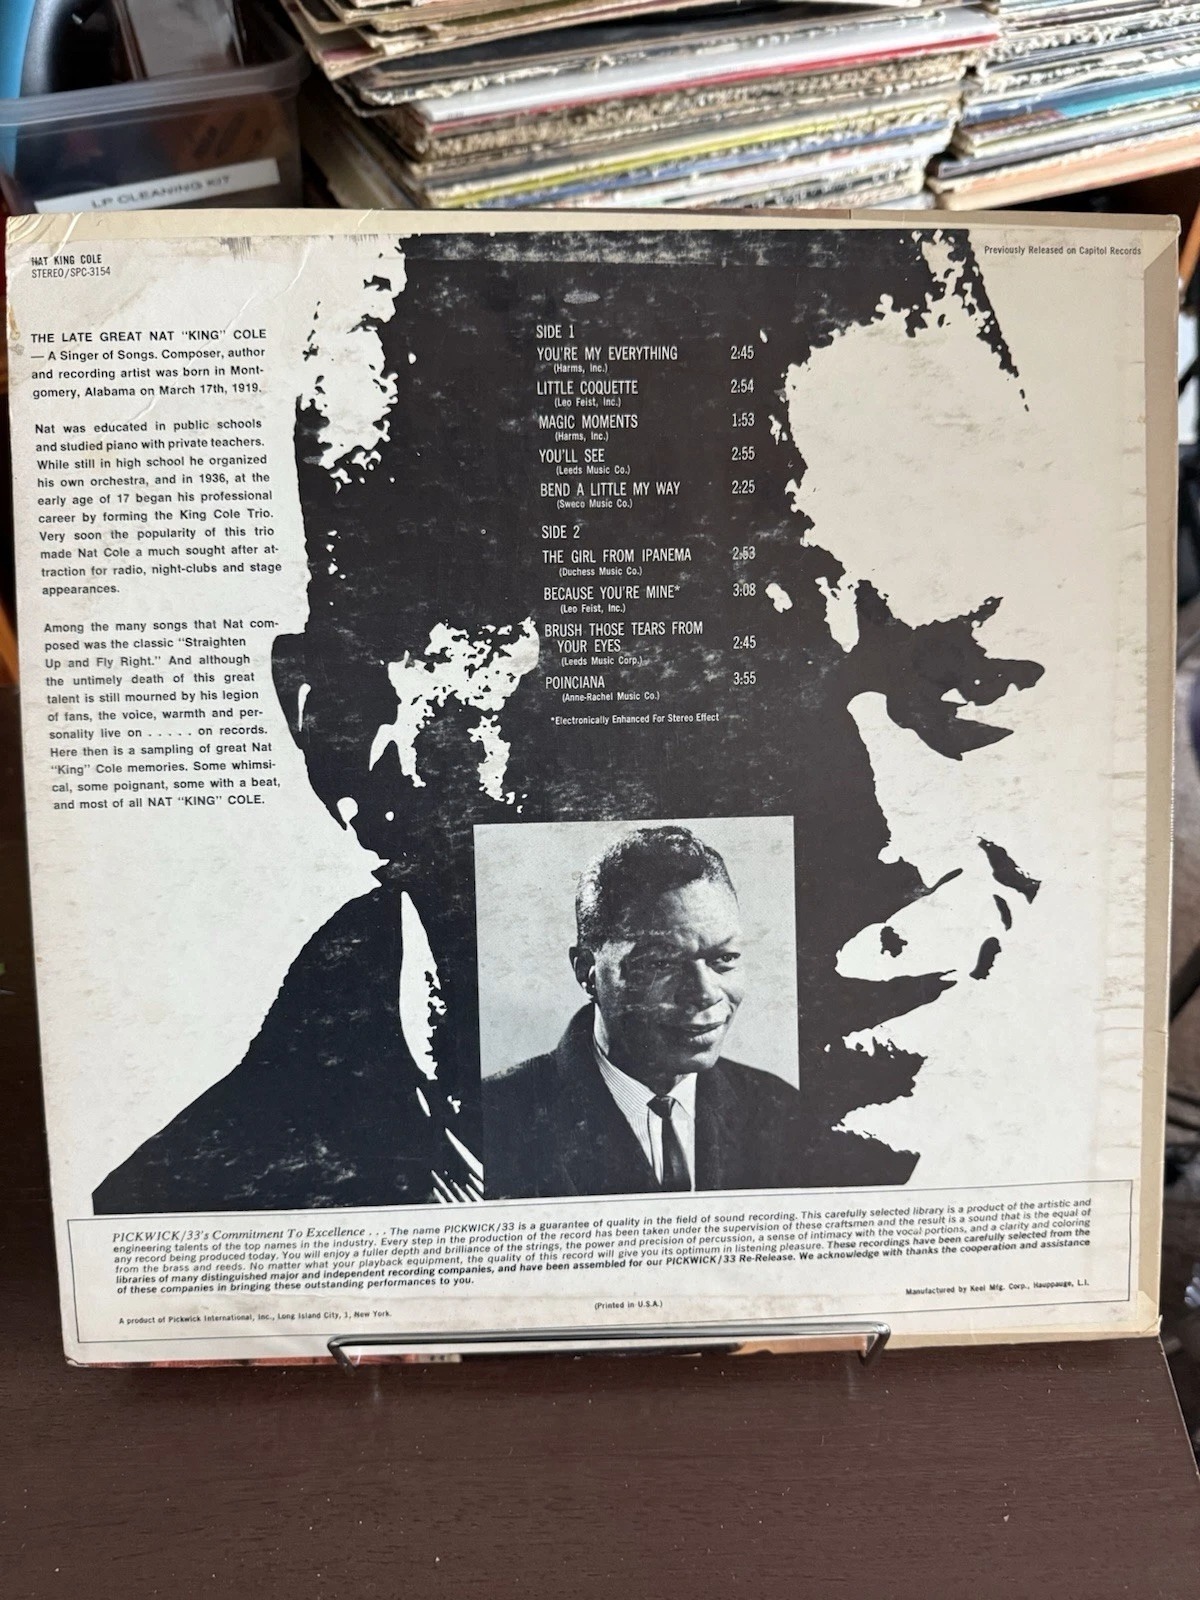 LP CLEANING KIT
NAT KING COLE
STEREO/SPC-3154
Previously Released on Capitol Records
THE LATE GREAT NAT "KING" COLE
— A Singer of Songs. Composer, author
and recording artist was born in Mont-
gomery, Alabama on March 17th, 1919.
Nat was educated in public schools
and studied piano with private teachers.
While still in high school he organized
his own orchestra, and in 1936, at the
early age of 17 began his professional
career by forming the King Cole Trio.
Very soon the popularity of this trio
made Nat Cole a much sought after at-
traction for radio, night-clubs and stage
appearances.
Among the many songs that Nat com-
posed was the classic "Straighten
Up and Fly Right." And although
the untimely death of this great
talent is still mourned by his legion
of fans, the voice, warmth and per-
sonality live on . . . . . on records.
Here then is a sampling of great Nat
"King" Cole memories. Some whimsi-
cal, some poignant, some with a beat,
and most of all NAT "KING" COLE.
SIDE 1
YOU'RE MY EVERYTHING 2:45
(Harms, Inc.)
LITTLE COQUETTE 2:54
(Leo Feist, Inc.)
MAGIC MOMENTS 1:53
(Harms, Inc.)
YOU'LL SEE 2:55
(Leeds Music Co.)
BEND A LITTLE MY WAY 2:25
(Sweco Music Co.)
SIDE 2
THE GIRL FROM IPANEMA 2:53
(Duchess Music Co.)
BECAUSE YOU'RE MINE* 3:08
(Leo Feist, Inc.)
BRUSH THOSE TEARS FROM
YOUR EYES 2:45
(Leeds Music Corp.)
POINCIANA 3:55
(Anne-Rachel Music Co.)
*Electronically Enhanced For Stereo Effect
PICKWICK/33's Commitment To Excellence . . . The name PICKWICK/33 is a guarantee of quality in the field of sound recording. This carefully selected library is a product of the artistic and
engineering talents of the top names in the industry. Every step in the production of the record has been taken under the supervision of these craftsmen and the result is a sound that is the equal of
any record being produced today. You will enjoy a fuller depth and brilliance of the strings, the power and precision of percussion, a sense of intimacy with the vocal portions, and a clarity and coloring
from the brass and reeds. No matter what your playback equipment, the quality of this record will give you its optimum in listening pleasure. These recordings have been carefully selected from the
libraries of many distinguished major and independent recording companies, and have been assembled for our PICKWICK/33 Re-Release. We acknowledge with thanks the cooperation and assistance
of these companies in bringing these outstanding performances to you.
Manufactured by Keel Mfg. Corp., Hauppauge, L.I.
(Printed in U.S.A.)
A product of Pickwick International, Inc., Long Island City, 1, New York.